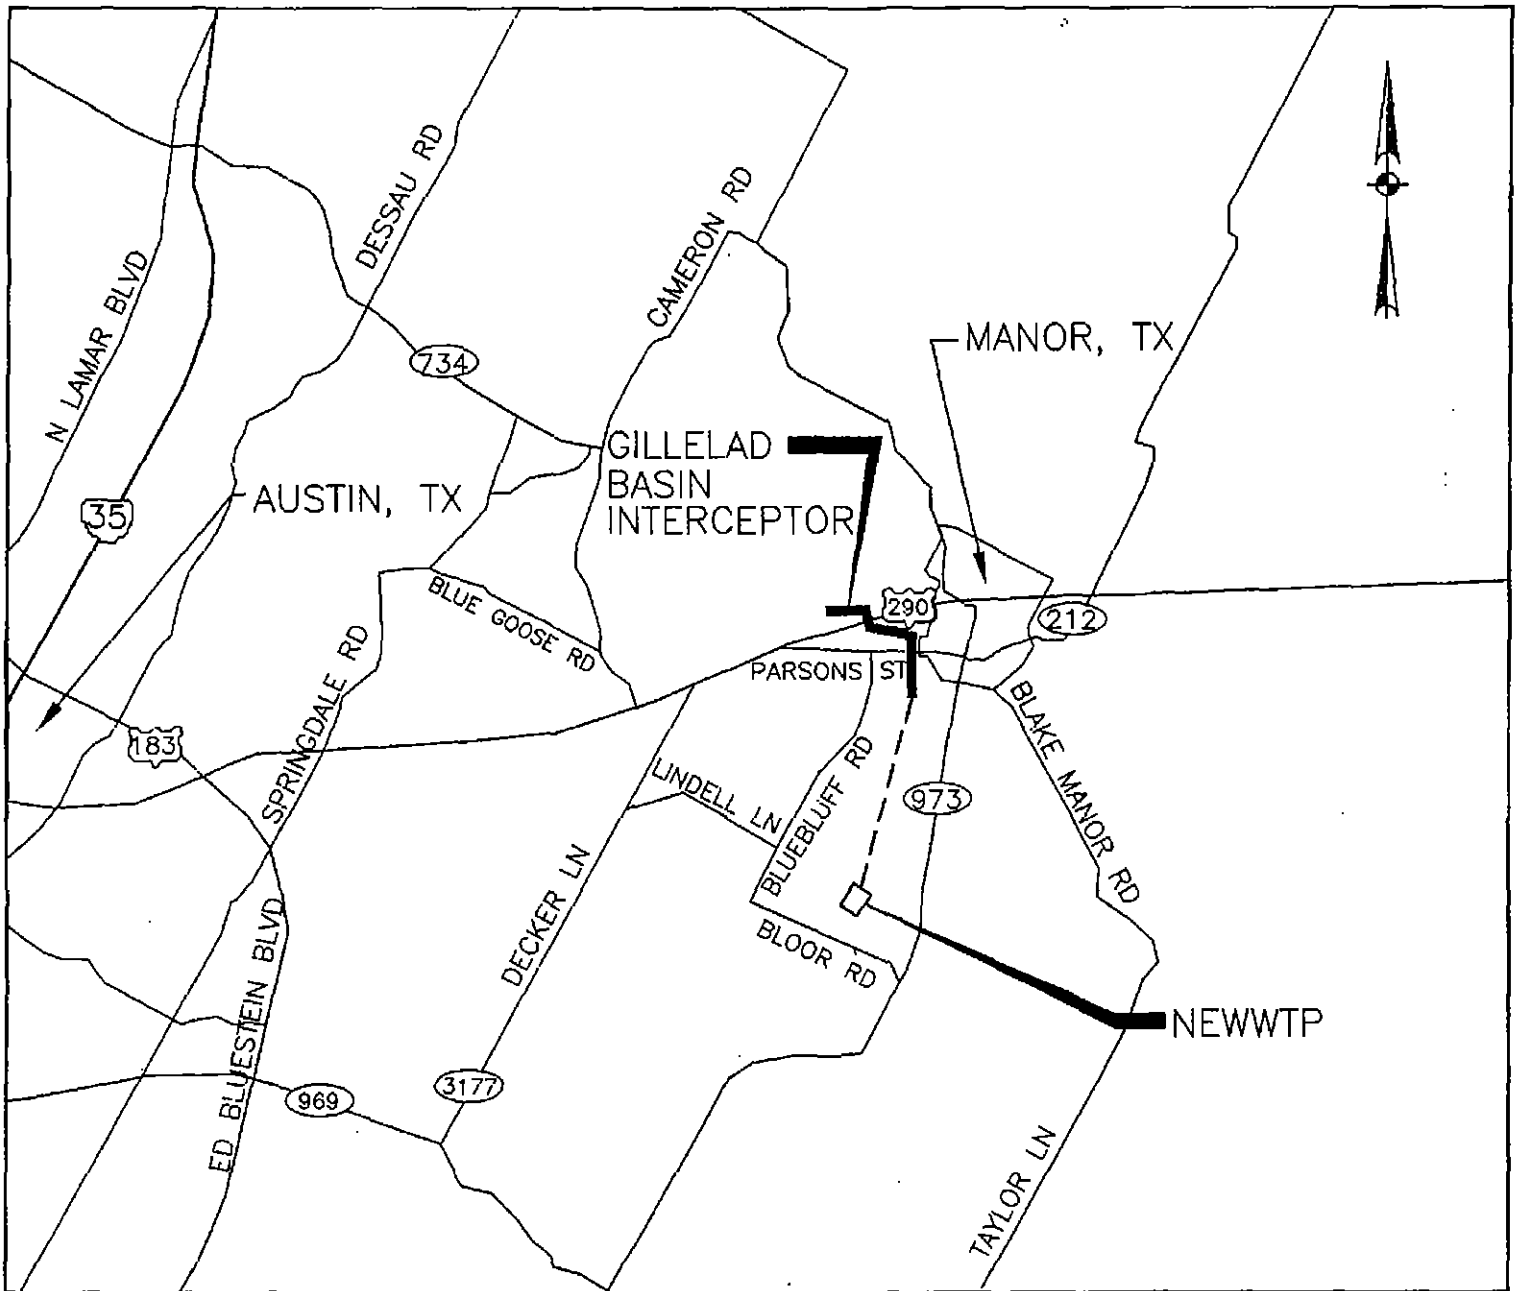 DESSAU RD
CAMERON RD
N LAMAR BLVD
MANOR, TX
734
GILLELAD
BASIN
INTERCEPTOR
AUSTIN, TX
35
BLUE GOOSE RD
290
212
PARSONS ST
SPRINGDALE RD
BLAKE MANOR RD
183
LINDELL LN
BLUEBLUFF RD
973
DECKER LN
BLOOR RD
ED BLUESTEIN BLVD
NEWWTP
3177
969
TAYLOR LN